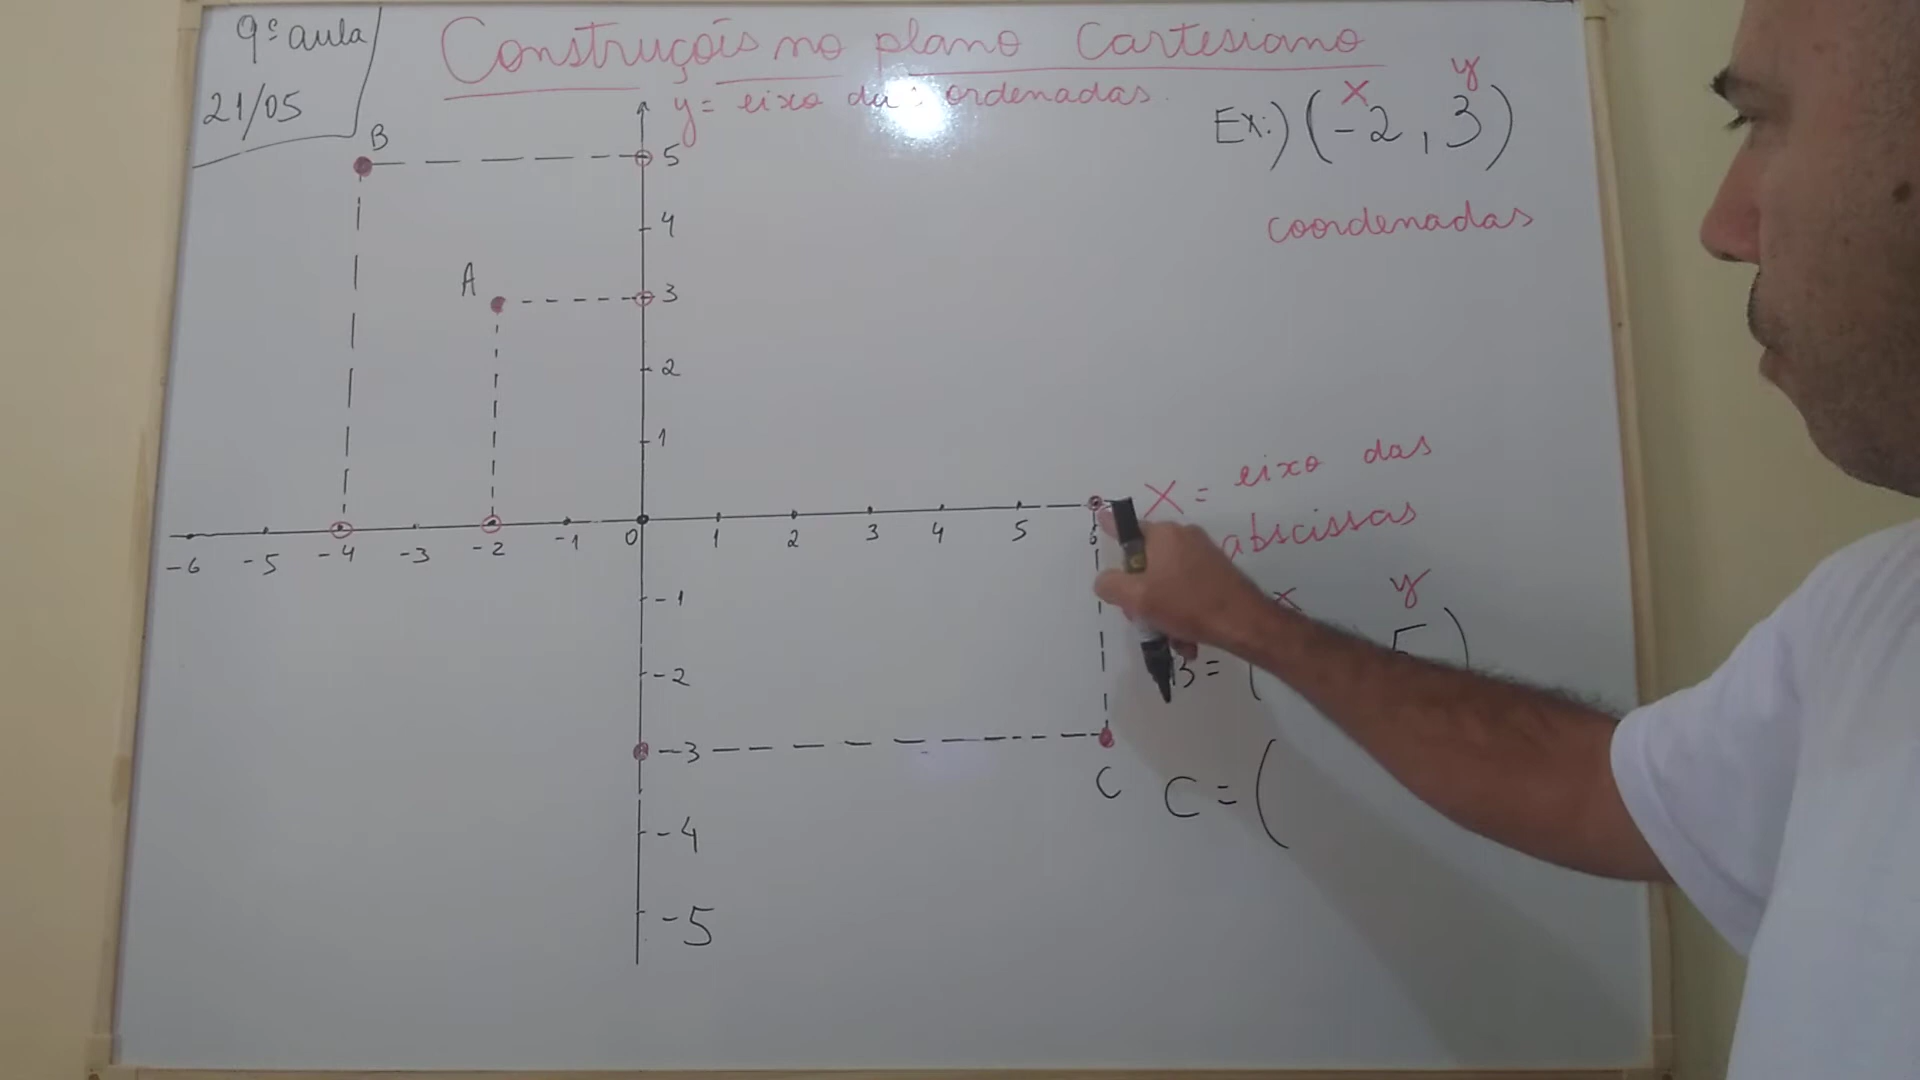 9ª aula
21/05
Construções no plano Cartesiano
y = eixo das ordenadas.
x y
Ex:) (-2, 3)
coordenadas
B
5
4
A
3
2
1
X = eixo das
abscissas
-6 -5 -4 -3 -2 -1 0 1 2 3 4 5 6
-1
x y
B = ( 5 )
-2
-3
C
C = (
-4
-5